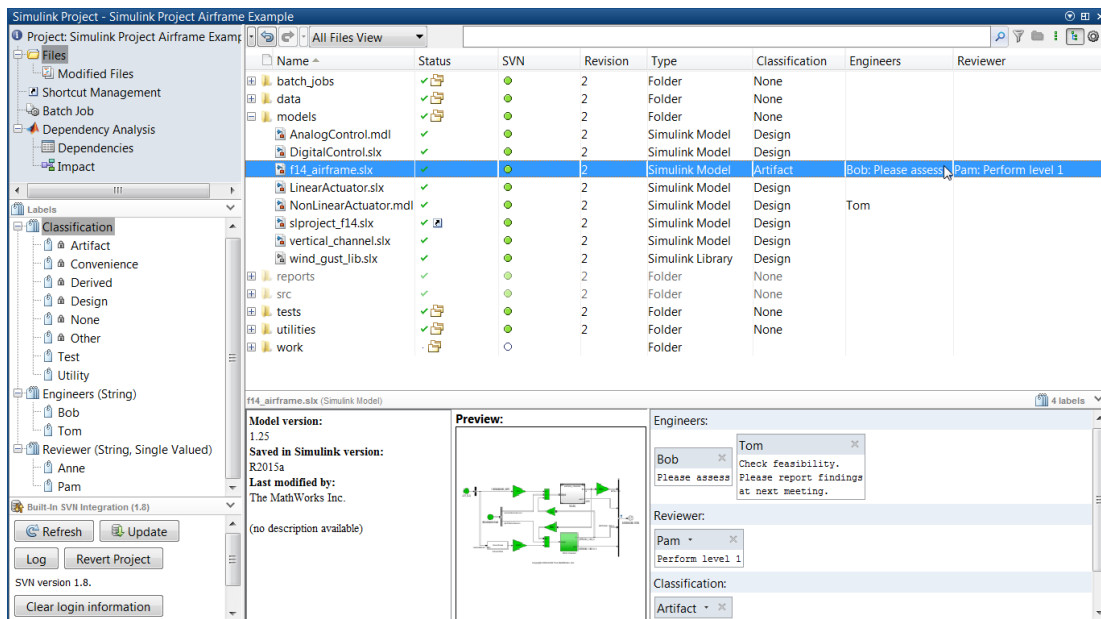 Simulink Project - Simulink Project Airframe Example
Project: Simulink Project Airframe Examp
Files
Modified Files
Shortcut Management
Batch Job
Dependency Analysis
Dependencies
Impact
Labels
Classification
Artifact
Convenience
Derived
Design
None
Other
Test
Utility
Engineers (String)
Bob
Tom
Reviewer (String, Single Valued)
Anne
Pam
Built-In SVN Integration (1.8)
Refresh Update
Log Revert Project
SVN version 1.8.
Clear login information
All Files View
Name Status SVN Revision Type Classification Engineers Reviewer
batch_jobs 2 Folder None
data 2 Folder None
models 2 Folder None
AnalogControl.mdl 2 Simulink Model Design
DigitalControl.slx 2 Simulink Model Design
f14_airframe.slx 2 Simulink Model Artifact Bob: Please assess Pam: Perform level 1
LinearActuator.slx 2 Simulink Model Design
NonLinearActuator.mdl 2 Simulink Model Design Tom
slproject_f14.slx 2 Simulink Model Design
vertical_channel.slx 2 Simulink Model Design
wind_gust_lib.slx 2 Simulink Library Design
reports 2 Folder None
src 2 Folder None
tests 2 Folder None
utilities 2 Folder None
work Folder
f14_airframe.slx (Simulink Model) 4 labels
Model version:
1.25
Saved in Simulink version:
R2015a
Last modified by:
The MathWorks Inc.
(no description available)
Preview:
Engineers:
Bob
Please assess
Tom
Check feasibility.
Please report findings
at next meeting.
Reviewer:
Pam
Perform level 1
Classification:
Artifact